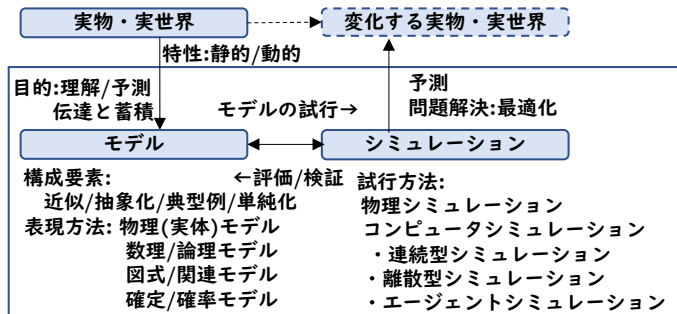 実物・実世界
変化する実物・実世界
特性:静的/動的
目的:理解/予測
伝達と蓄積
モデルの試行→
予測
問題解決:最適化
モデル
シミュレーション
構成要素:
←評価/検証
近似/抽象化/典型例/単純化
表現方法: 物理(実体)モデル
数理/論理モデル
図式/関連モデル
確定/確率モデル
試行方法:
物理シミュレーション
コンピュータシミュレーション
・連続型シミュレーション
・離散型シミュレーション
・エージェントシミュレーション